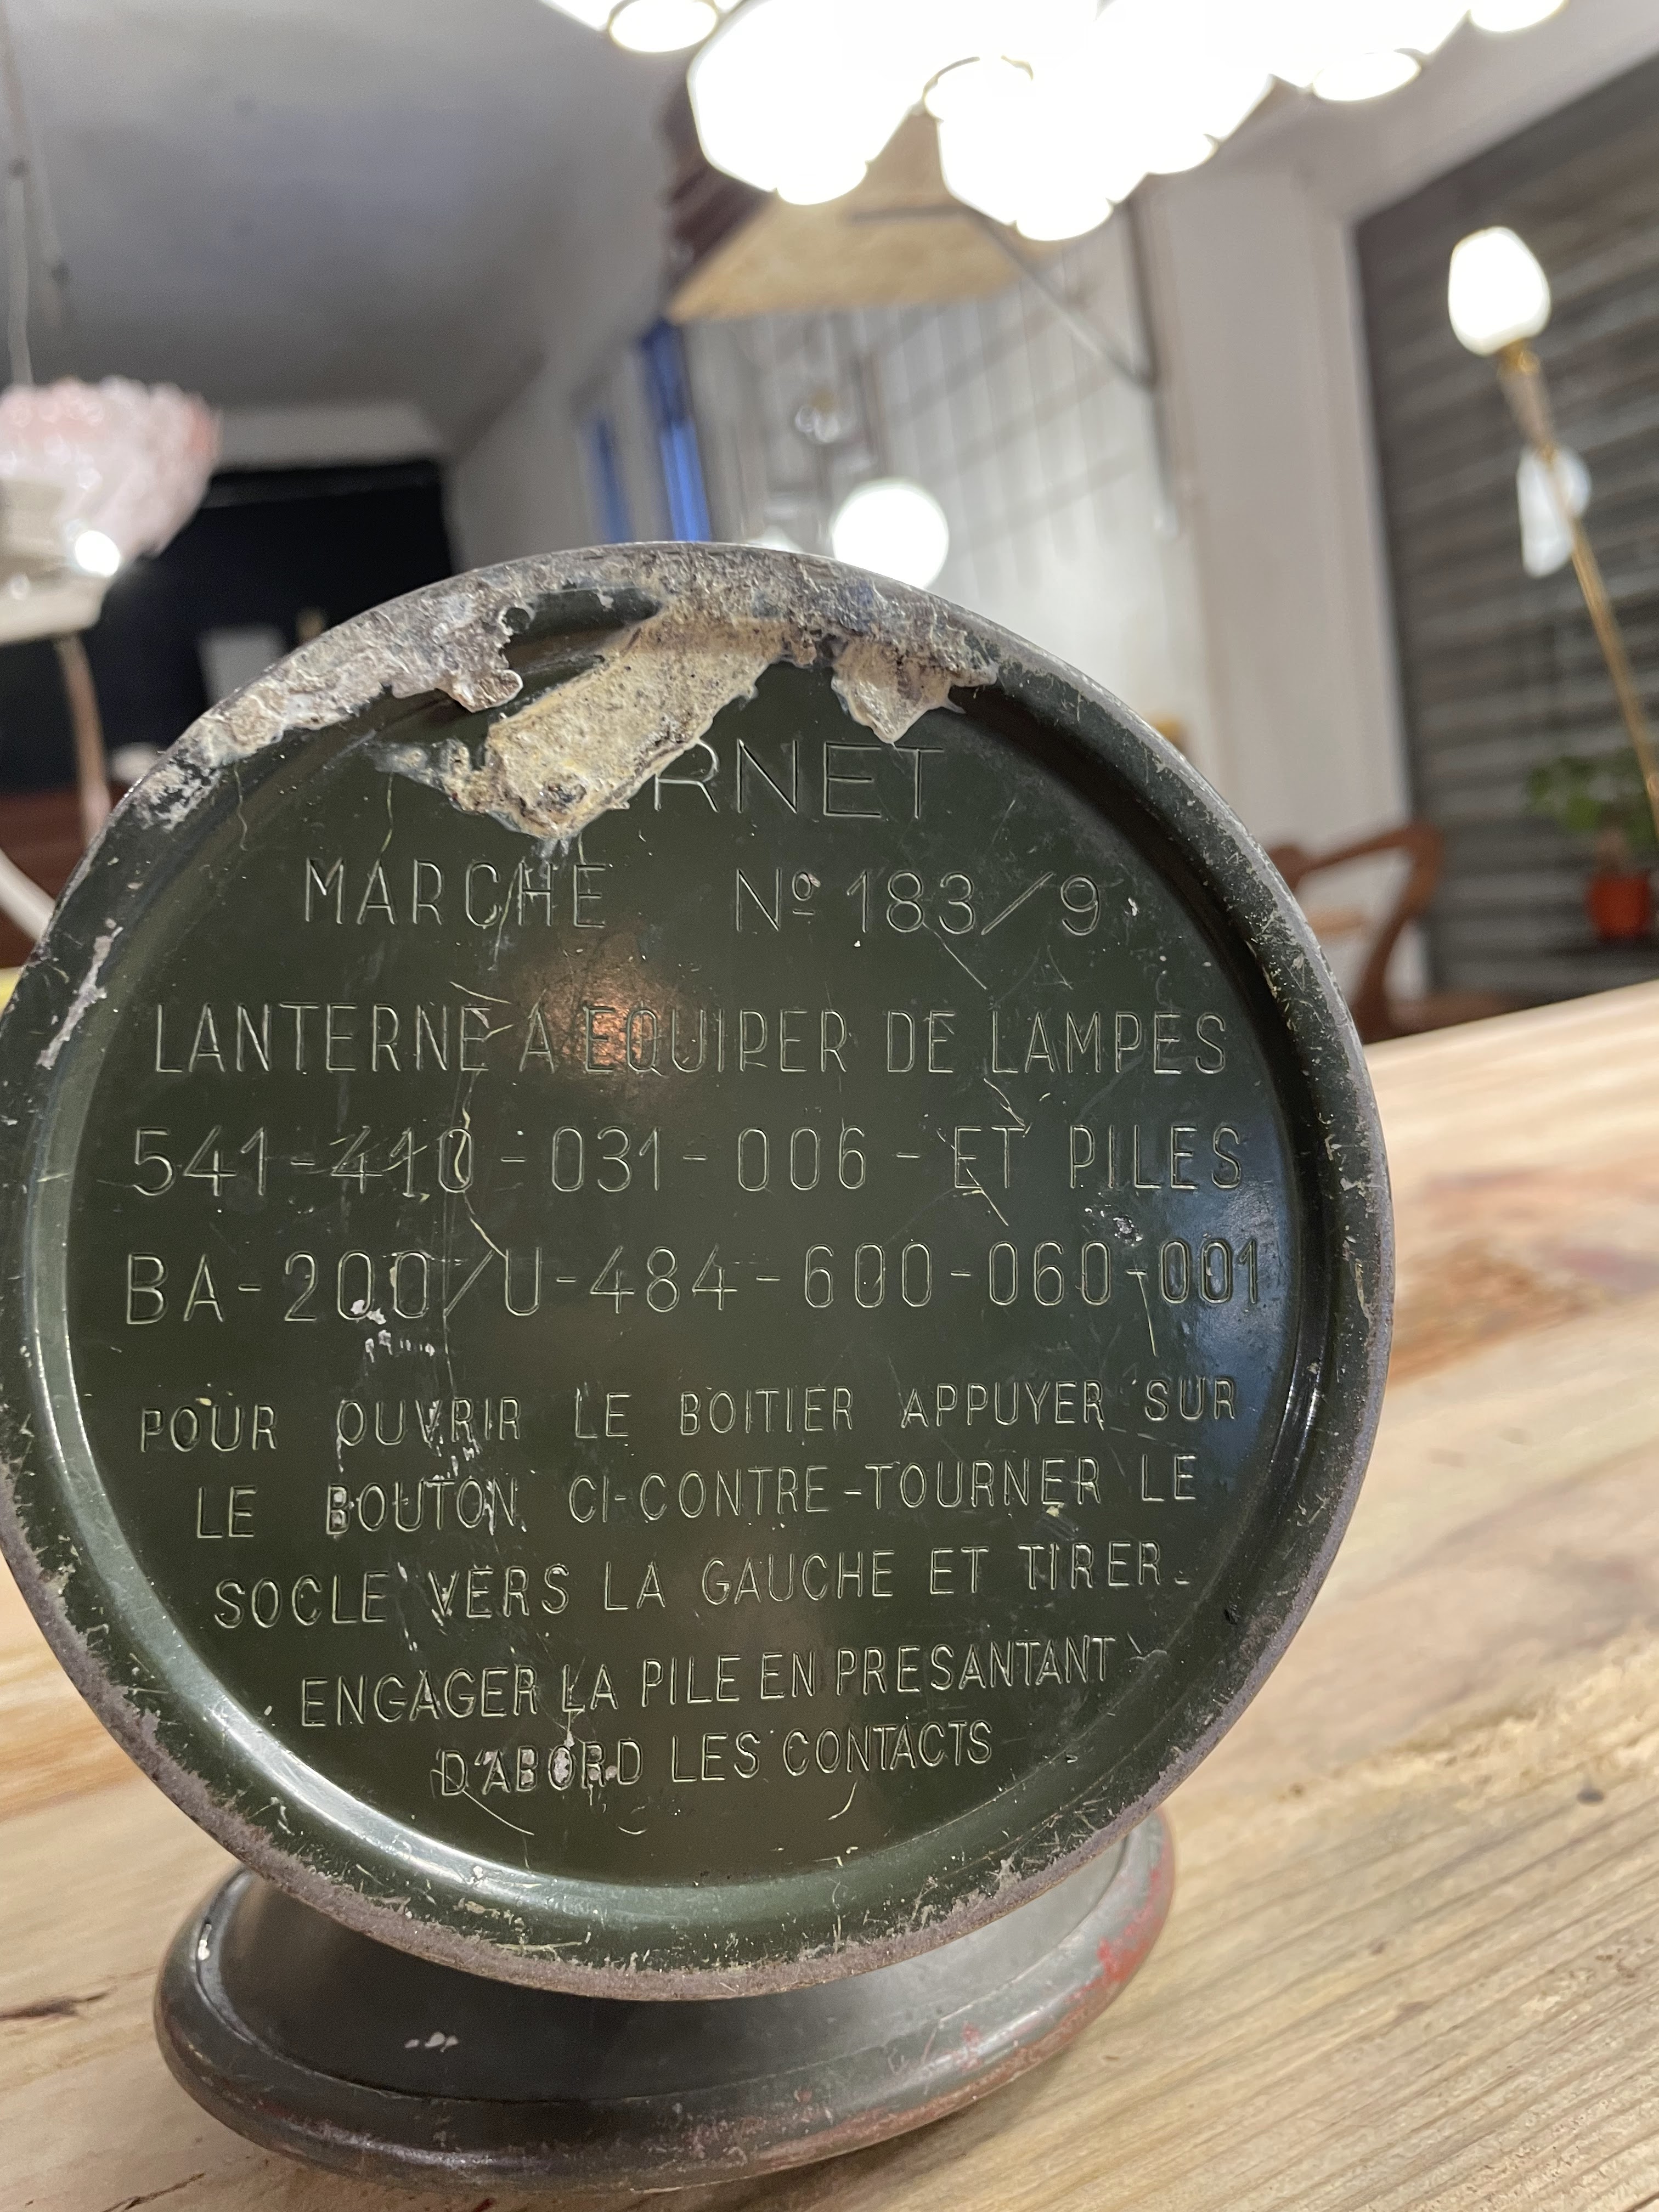 RNET
MARCHE Nº 183/9
LANTERNE A EQUIPER DE LAMPES
541-410-031-006-ET PILES
BA-200/U-484-600-060-001
POUR OUVRIR LE BOITIER APPUYER SUR
LE BOUTON CI-CONTRE-TOURNER LE
SOCLE VERS LA GAUCHE ET TIRER-
ENGAGER LA PILE EN PRESANTANT
D'ABORD LES CONTACTS